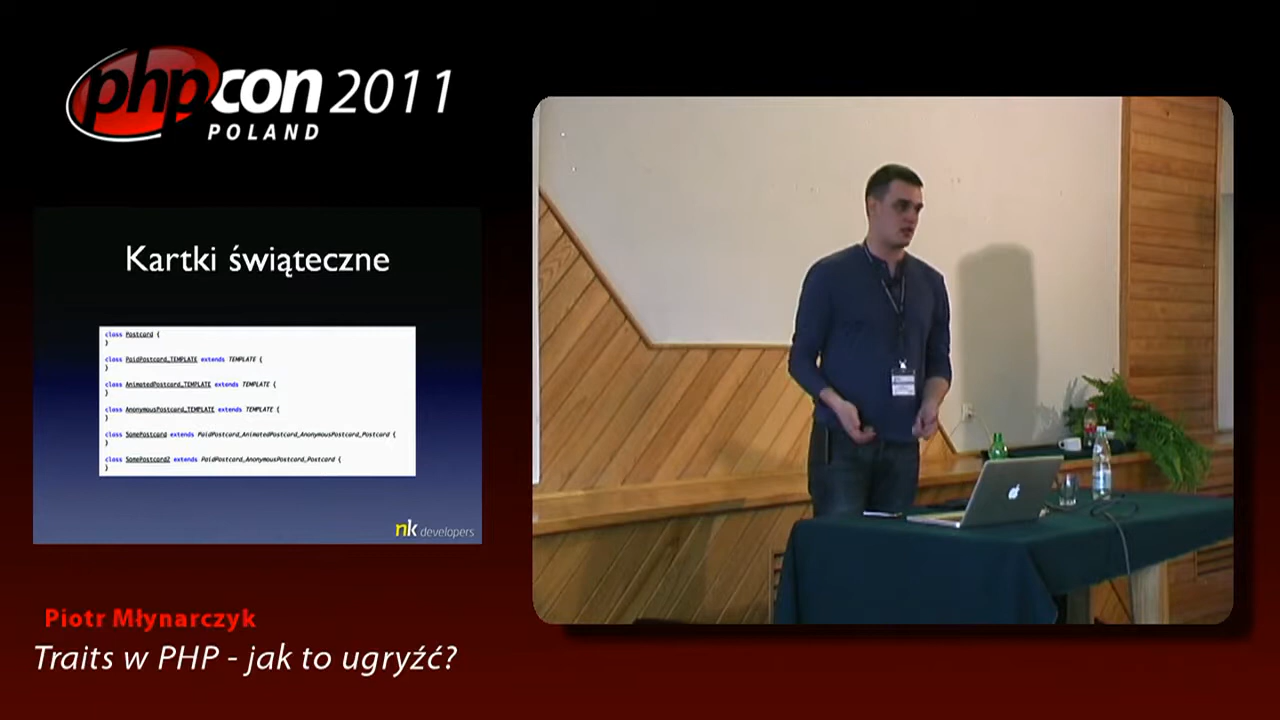 phpcon 2011
POLAND
Kartki świąteczne
class Postcard {
}
class PaidPostcard_TEMPLATE extends TEMPLATE {
}
class AnimatedPostcard_TEMPLATE extends TEMPLATE {
}
class AnonymousPostcard_TEMPLATE extends TEMPLATE {
}
class SomePostcard extends PaidPostcard_AnimatedPostcard_AnonymousPostcard_Postcard {
}
class SomePostcard2 extends PaidPostcard_AnonymousPostcard_Postcard {
}
nk developers
Piotr Młynarczyk
Traits w PHP - jak to ugryźć?